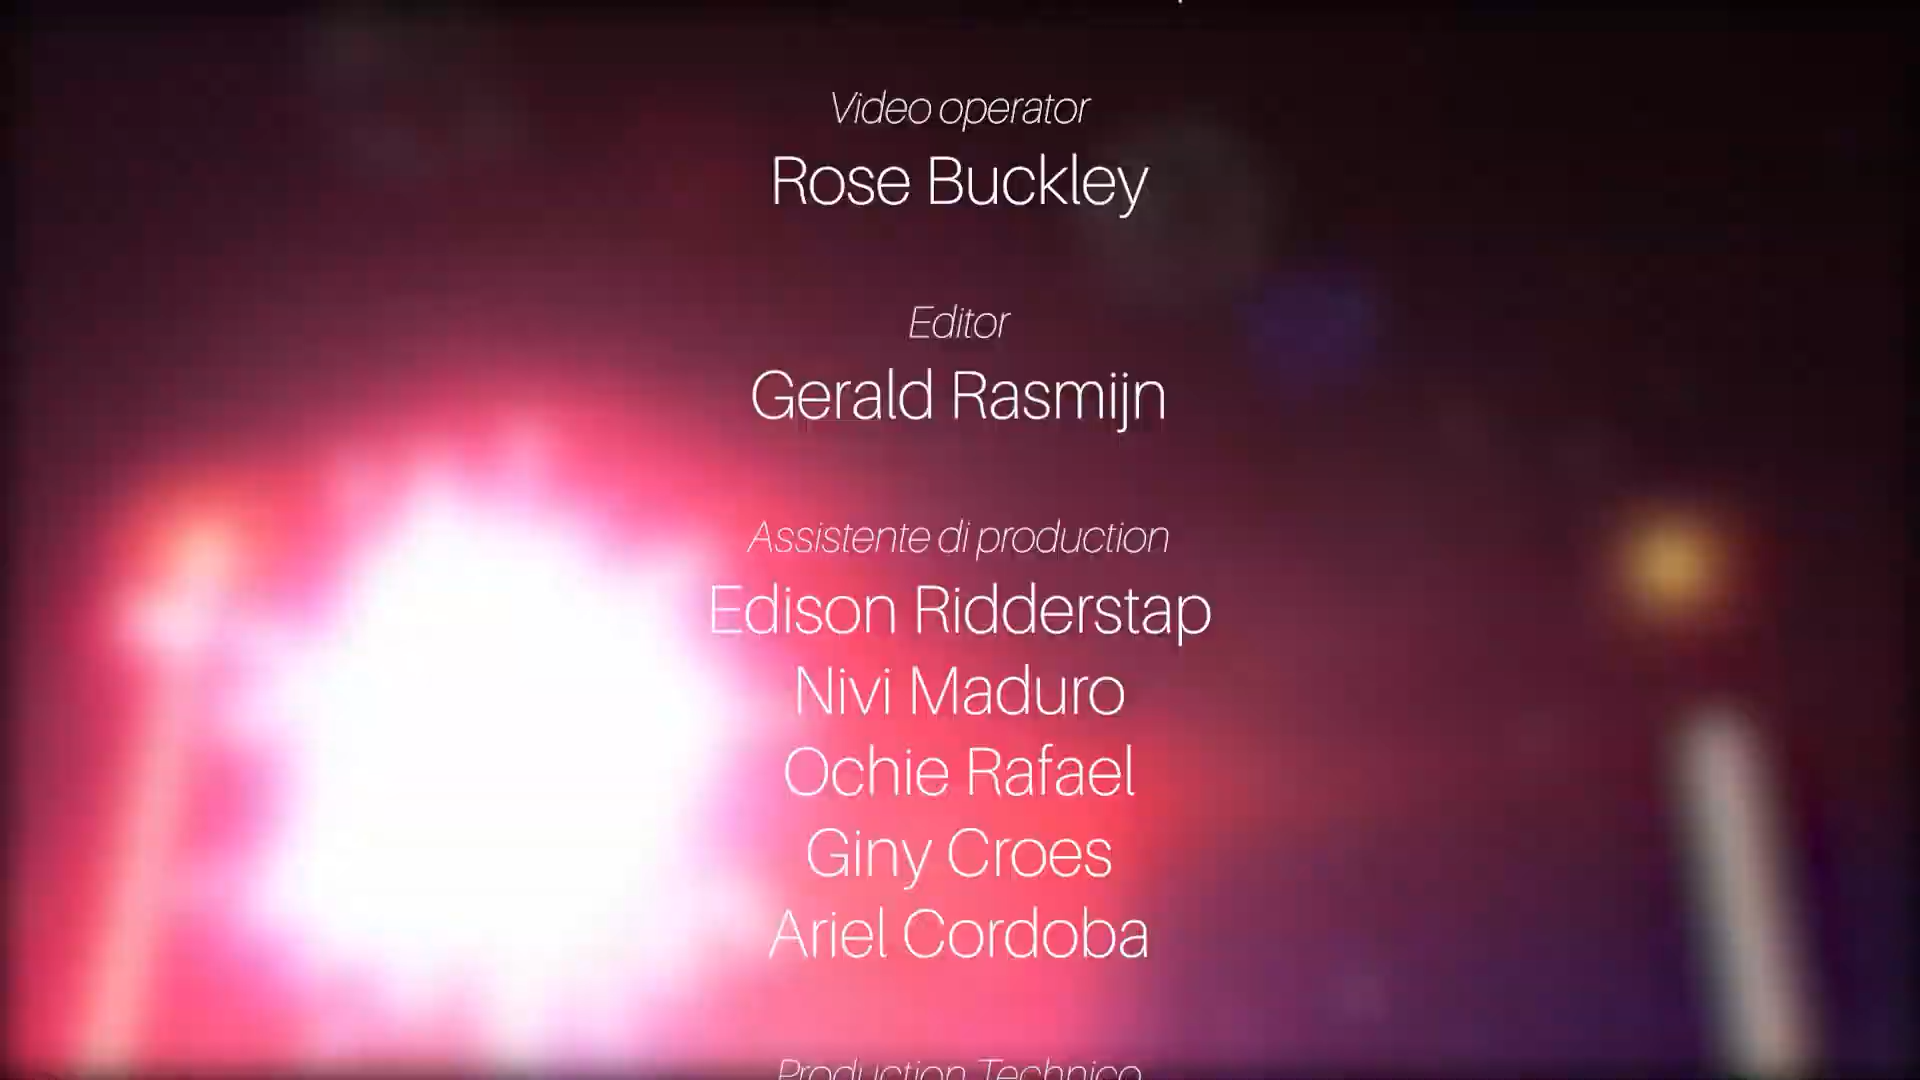 Video operator
Rose Buckley
Editor
Gerald Rasmijn
Assistente di production
Edison Ridderstap
Nivi Maduro
Ochie Rafael
Giny Croes
Ariel Cordoba
Production Technico